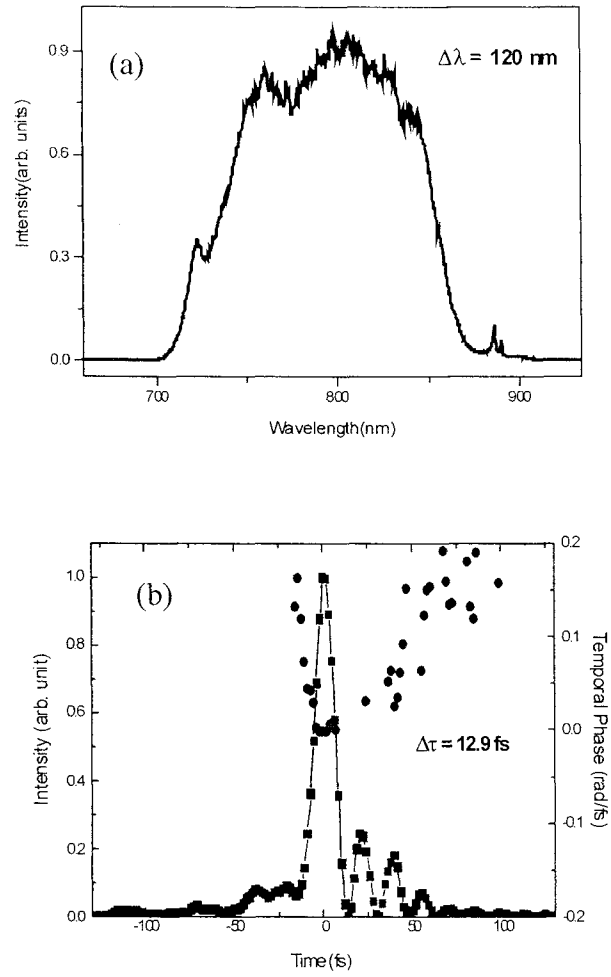 (a)
Δλ = 120 nm
Intensity(arb. units)
0.9
0.6
0.3
0.0
700
800
900
Wavelength(nm)
(b)
Δτ = 12.9 fs
Intensity (arb. unit)
1.0
0.8
0.6
0.4
0.2
0.0
-100
-50
0
50
100
Time(fs)
0.2
0.1
0.0
-0.1
-0.2
Temporal Phase (rad/fs)